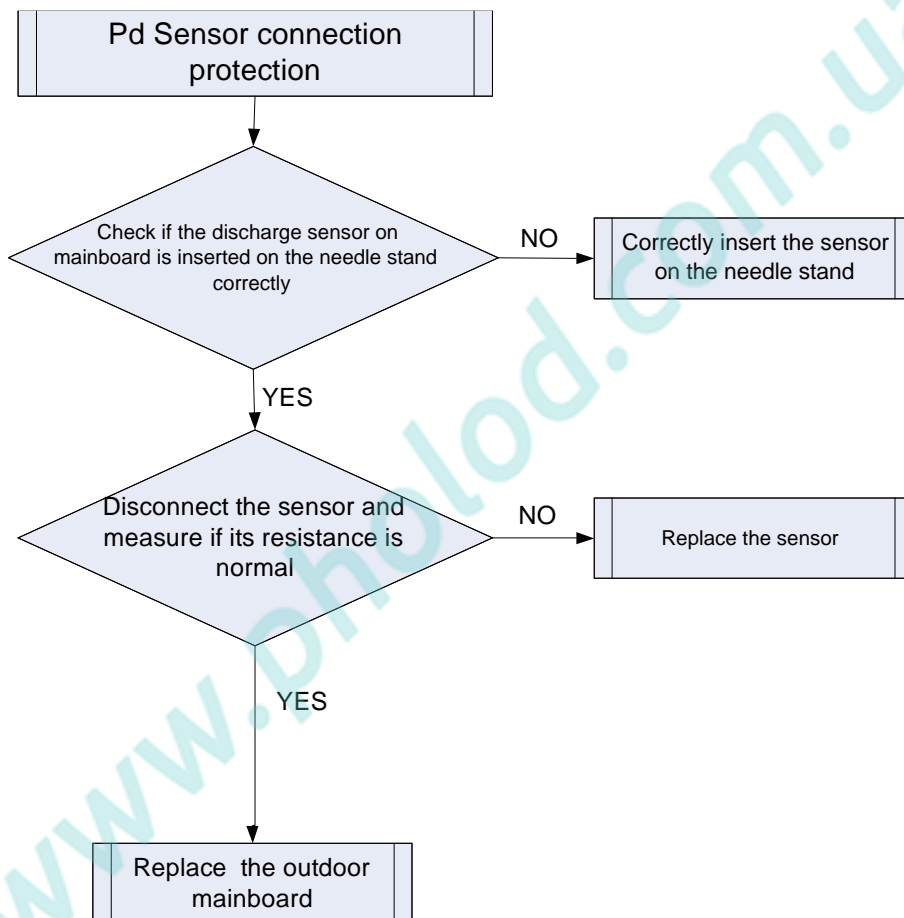 Pd Sensor connection
protection
Check if the discharge sensor on
mainboard is inserted on the needle stand
correctly
NO
Correctly insert the sensor
on the needle stand
YES
Disconnect the sensor and
measure if its resistance is
normal
NO
Replace the sensor
YES
Replace the outdoor
mainboard
www.pholod.com.ua